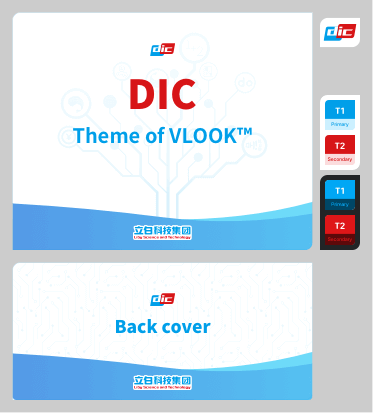 dic
DIC
Theme of VLOOK™
立白科技集团
Liby Science and Technology
dic
Back cover
立白科技集团
Liby Science and Technology
dic
T1
Primary
T2
Secondary
T1
Primary
T2
Secondary